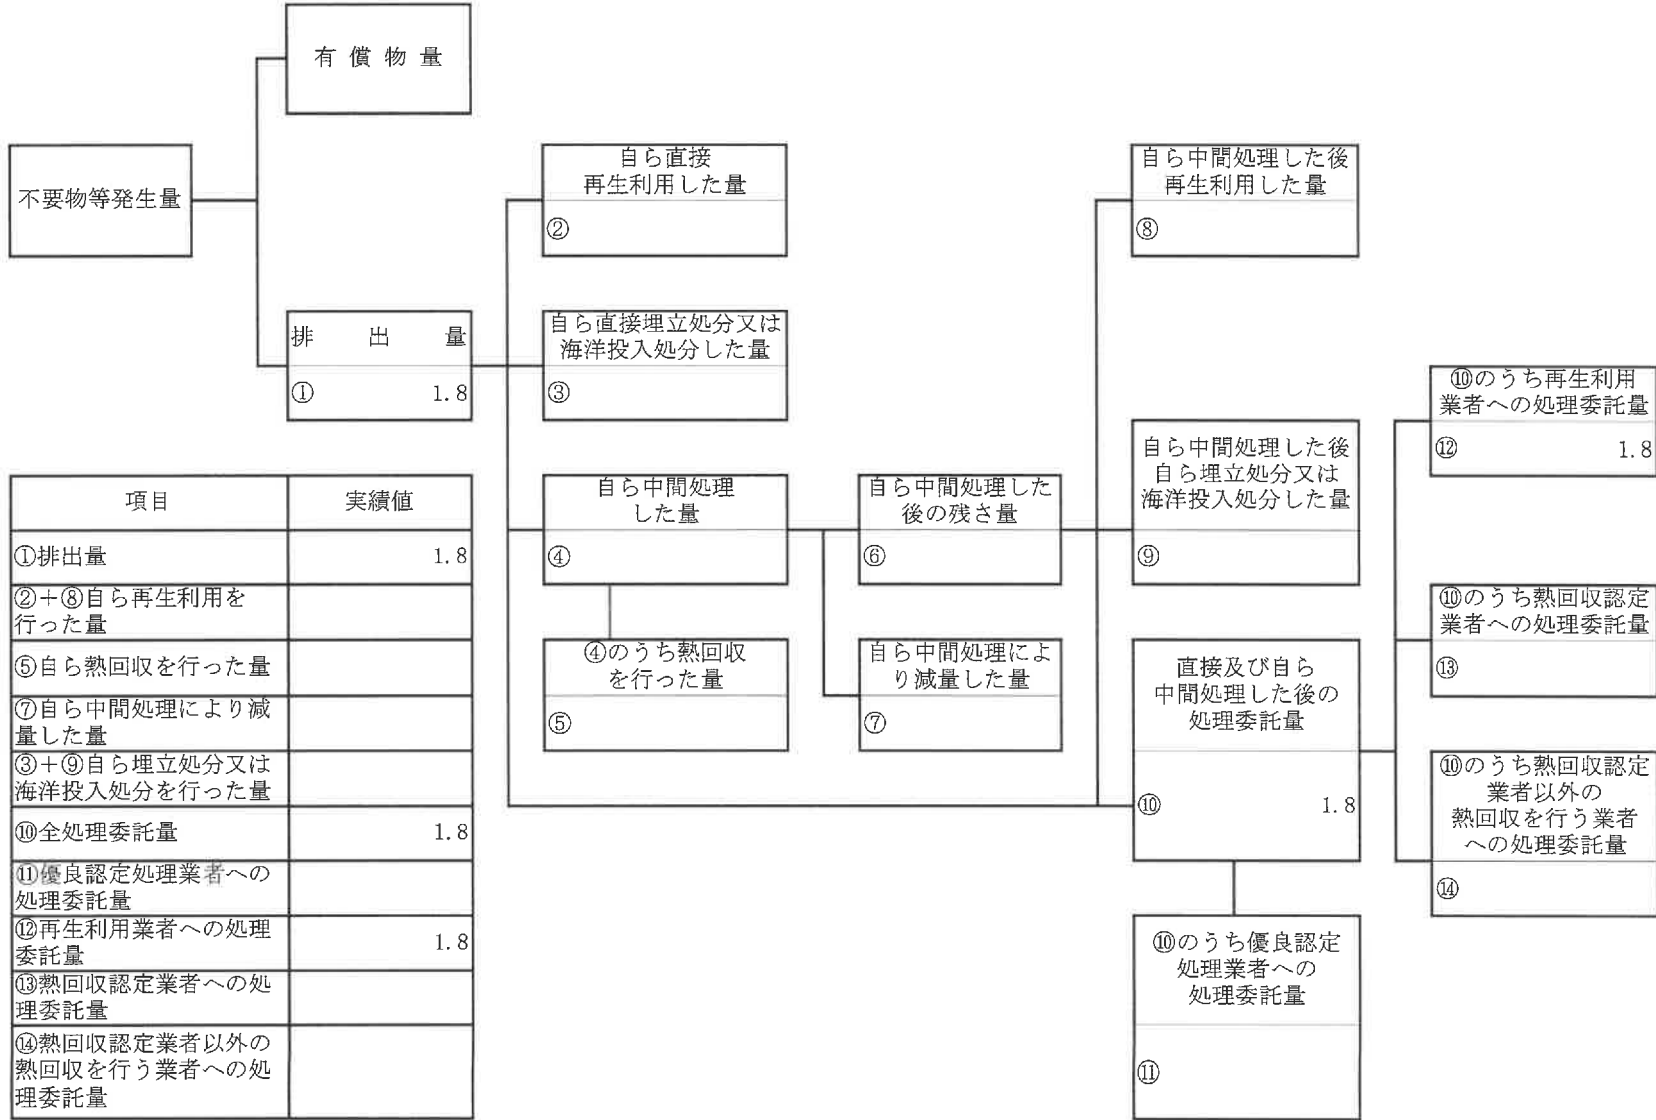 有償物量
不要物等発生量
自ら直接
再生利用した量
②
自ら中間処理した後
再生利用した量
⑧
排出量
① 1.8
自ら直接埋立処分又は
海洋投入処分した量
③
⑩のうち再生利用
業者への処理委託量
⑫ 1.8
自ら中間処理
した量
④
自ら中間処理した
後の残さ量
⑥
自ら中間処理した後
自ら埋立処分又は
海洋投入処分した量
⑨
⑩のうち熱回収認定
業者への処理委託量
⑬
④のうち熱回収
を行った量
⑤
自ら中間処理によ
り減量した量
⑦
直接及び自ら
中間処理した後の
処理委託量
⑩ 1.8
⑩のうち熱回収認定
業者以外の
熱回収を行う業者
への処理委託量
⑭
⑩のうち優良認定
処理業者への
処理委託量
⑪
項目 実績値
①排出量 1.8
②+⑧自ら再生利用を
行った量
⑤自ら熱回収を行った量
⑦自ら中間処理により減
量した量
③+⑨自ら埋立処分又は
海洋投入処分を行った量
⑩全処理委託量 1.8
⑪優良認定処理業者への
処理委託量
⑫再生利用業者への処理
委託量 1.8
⑬熱回収認定業者への処
理委託量
⑭熱回収認定業者以外の
熱回収を行う業者への処
理委託量